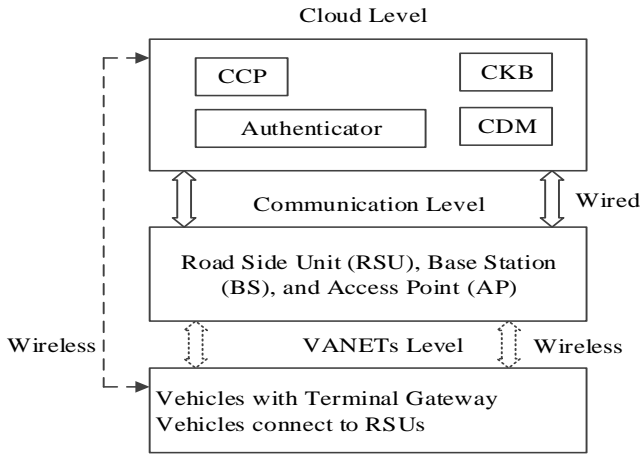 Cloud Level
CCP
CKB
Authenticator
CDM
Communication Level
Wired
Road Side Unit (RSU), Base Station
(BS), and Access Point (AP)
Wireless
VANETs Level
Wireless
Vehicles with Terminal Gateway
Vehicles connect to RSUs